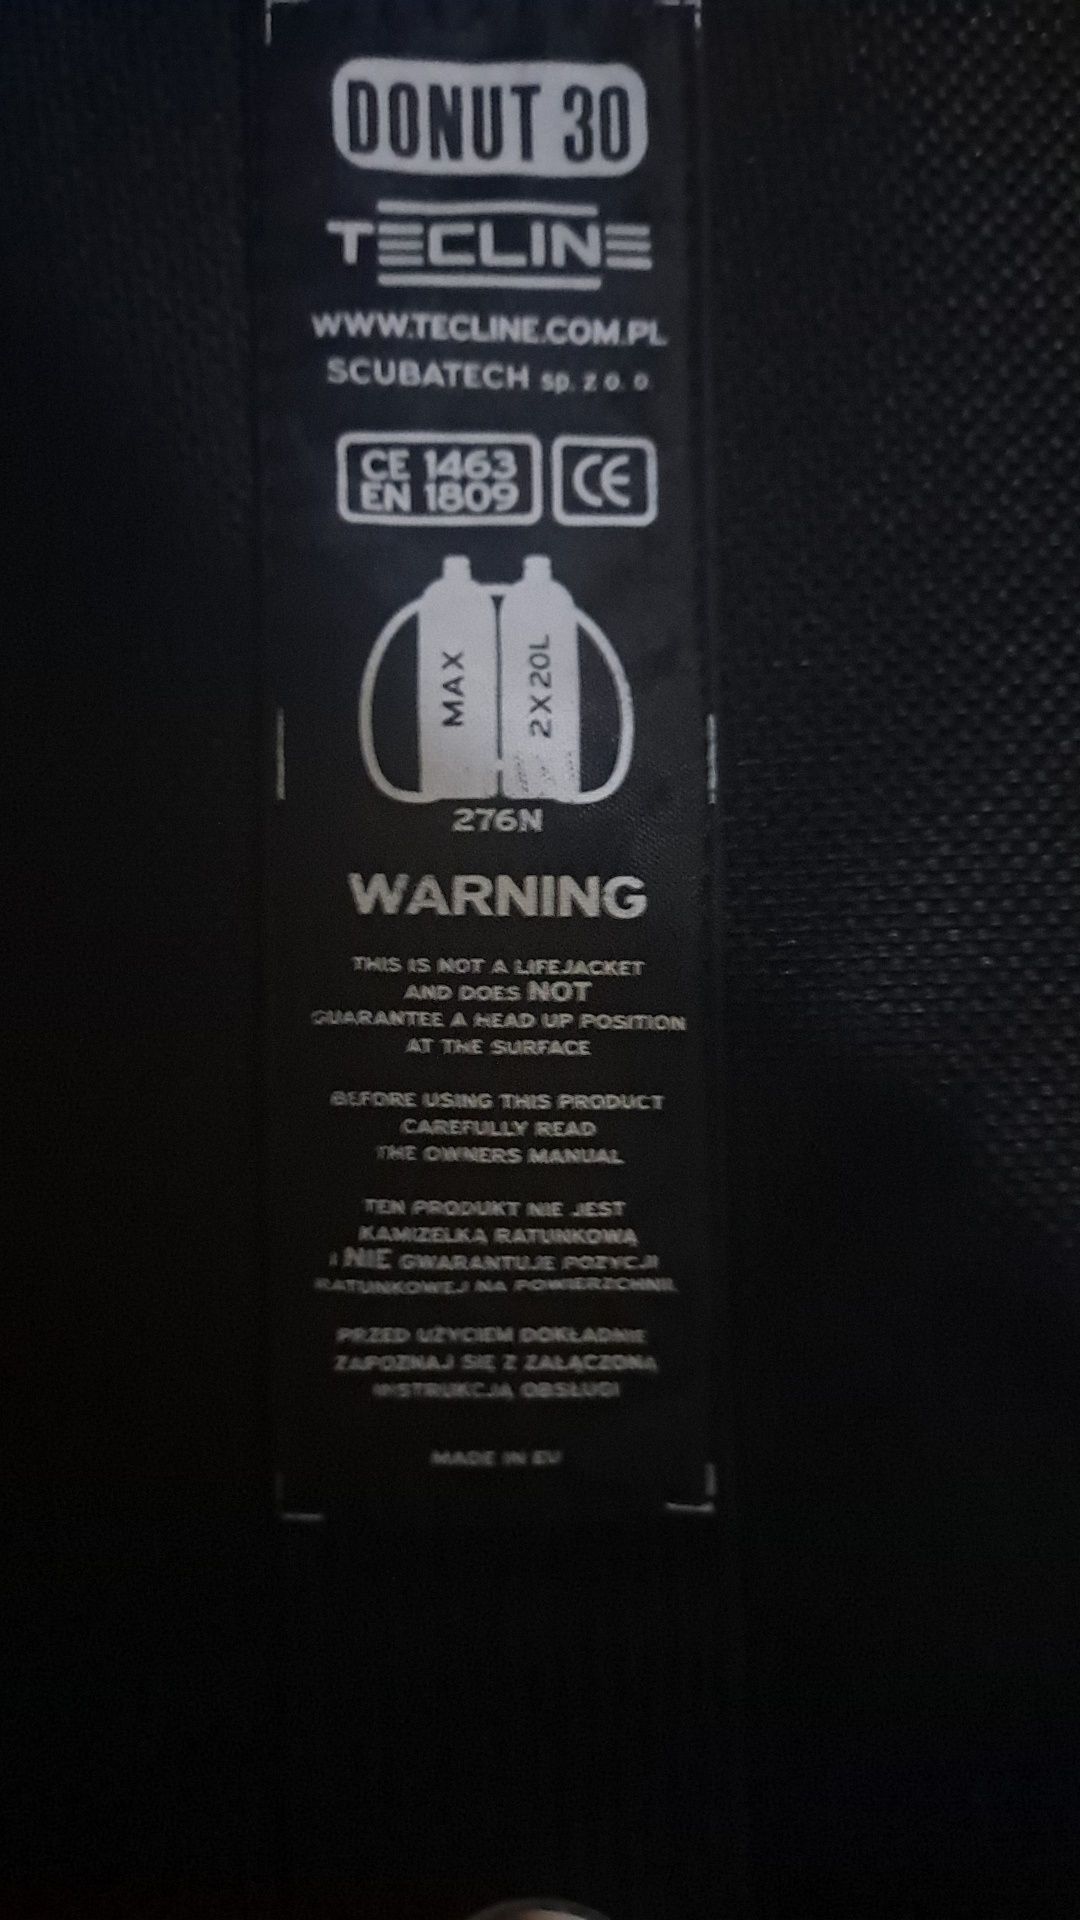 DONUT 30
TECLINE
WWW.TECLINE.COM.PL
SCUBATECH sp. z o. o
CE 1463
EN 1809
CE
MAX
2X20L
276N
WARNING
THIS IS NOT A LIFEJACKET
AND DOES NOT
GUARANTEE A HEAD UP POSITION
AT THE SURFACE
BEFORE USING THIS PRODUCT
CAREFULLY READ
THE OWNERS MANUAL
TEN PRODUKT NIE JEST
KAMIZELKĄ RATUNKOWĄ
I NIE GWARANTUJE POZYCJI
RATUNKOWEJ NA POWIERZCHNI
PRZED UŻYCIEM DOKŁADNIE
ZAPOZNAJ SIĘ Z ZAŁĄCZONĄ
INSTRUKCJĄ OBSŁUGI
MADE IN EU